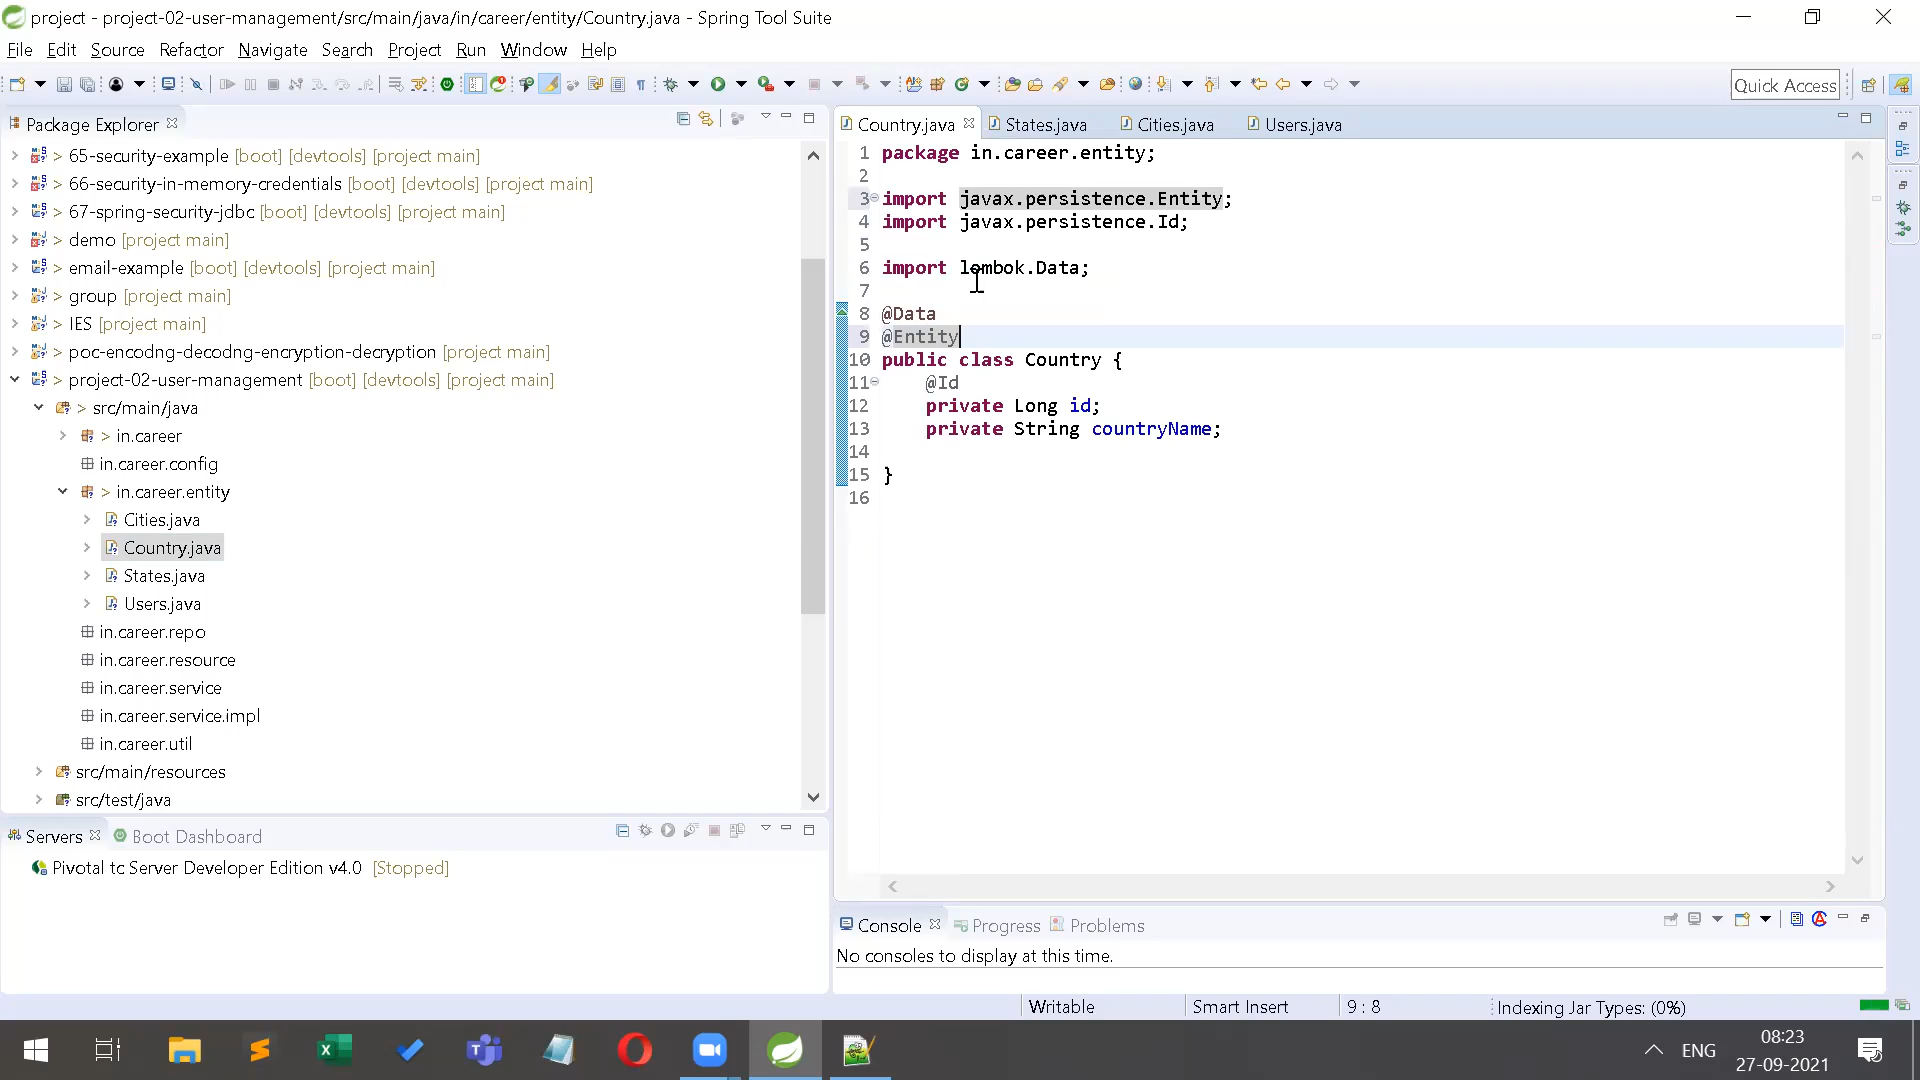 project - project-02-user-management/src/main/java/in/career/entity/Country.java - Spring Tool Suite
File Edit Source Refactor Navigate Search Project Run Window Help
Quick Access
Package Explorer
> 65-security-example [boot] [devtools] [project main]
> 66-security-in-memory-credentials [boot] [devtools] [project main]
> 67-spring-security-jdbc [boot] [devtools] [project main]
> demo [project main]
> email-example [boot] [devtools] [project main]
> group [project main]
> IES [project main]
> poc-encodng-decodng-encryption-decryption [project main]
> project-02-user-management [boot] [devtools] [project main]
> src/main/java
> in.career
in.career.config
> in.career.entity
Cities.java
Country.java
States.java
Users.java
in.career.repo
in.career.resource
in.career.service
in.career.service.impl
in.career.util
src/main/resources
src/test/java
Servers Boot Dashboard
Pivotal tc Server Developer Edition v4.0 [Stopped]
Country.java States.java Cities.java Users.java
1 package in.career.entity;
2
3 import javax.persistence.Entity;
4 import javax.persistence.Id;
5
6 import lombok.Data;
7
8 @Data
9 @Entity
10 public class Country {
11 @Id
12 private Long id;
13 private String countryName;
14
15 }
16
Console Progress Problems
No consoles to display at this time.
Writable Smart Insert 9 : 8 Indexing Jar Types: (0%)
ENG
08:23
27-09-2021